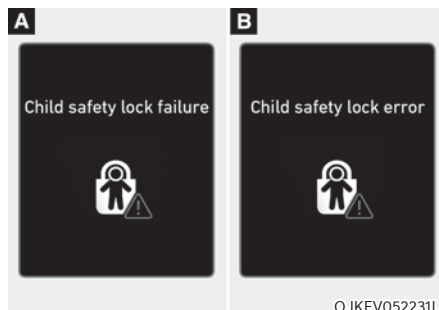 A
Child safety lock failure
B
Child safety lock error
OJKEV052231L